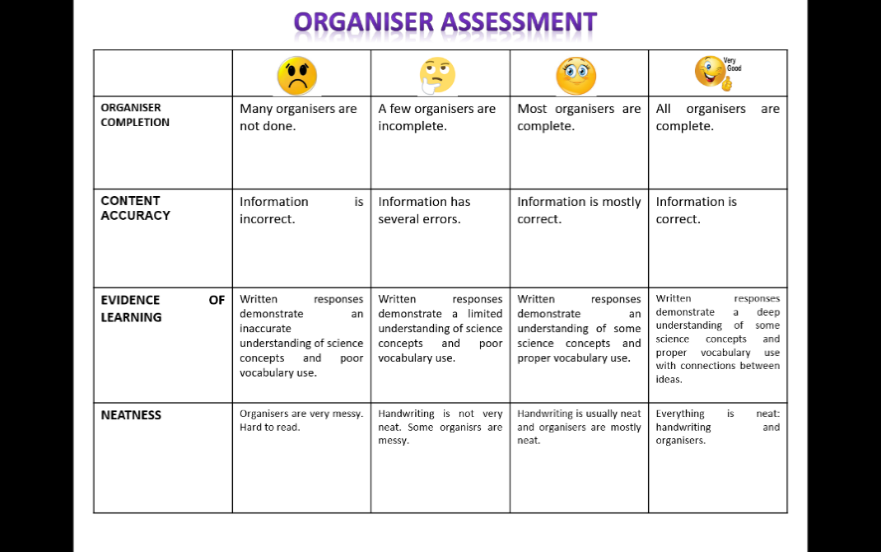 ORGANISER ASSESSMENT
Very
Good
ORGANISER
COMPLETION
Many organisers are
not done.
A few organisers are
incomplete.
Most organisers are
complete.
All organisers are
complete.
CONTENT
ACCURACY
Information is
incorrect.
Information has
several errors.
Information is mostly
correct.
Information is
correct.
EVIDENCE OF
LEARNING
Written responses
demonstrate an
inaccurate
understanding of science
concepts and poor
vocabulary use.
Written responses
demonstrate a limited
understanding of science
concepts and poor
vocabulary use.
Written responses
demonstrate an
understanding of some
science concepts and
proper vocabulary use.
Written responses
demonstrate a deep
understanding of some
science concepts and
proper vocabulary use
with connections between
ideas.
NEATNESS
Organisers are very messy.
Hard to read.
Handwriting is not very
neat. Some organisrs are
messy.
Handwriting is usually neat
and organisers are mostly
neat.
Everything is neat:
handwriting and
organisers.